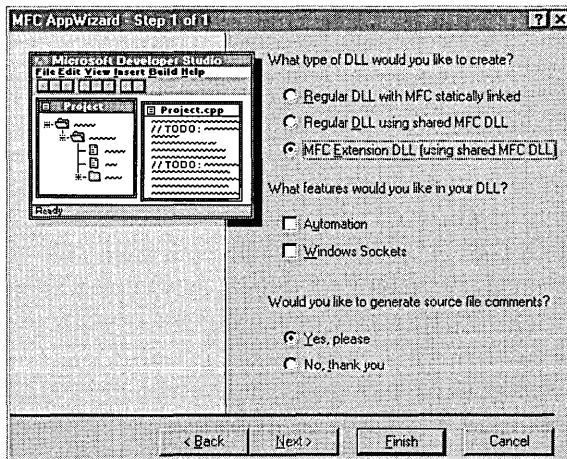 MFC AppWizard - Step 1 of 1
Microsoft Developer Studio
File Edit View Insert Build Help
Project
Project.cpp
//TODO:
//TODO:
Ready
What type of DLL would you like to create?
Regular DLL with MFC statically linked
Regular DLL using shared MFC DLL
MFC Extension DLL (using shared MFC DLL)
What features would you like in your DLL?
Automation
Windows Sockets
Would you like to generate source file comments?
Yes, please
No, thank you
< Back
Next >
Finish
Cancel